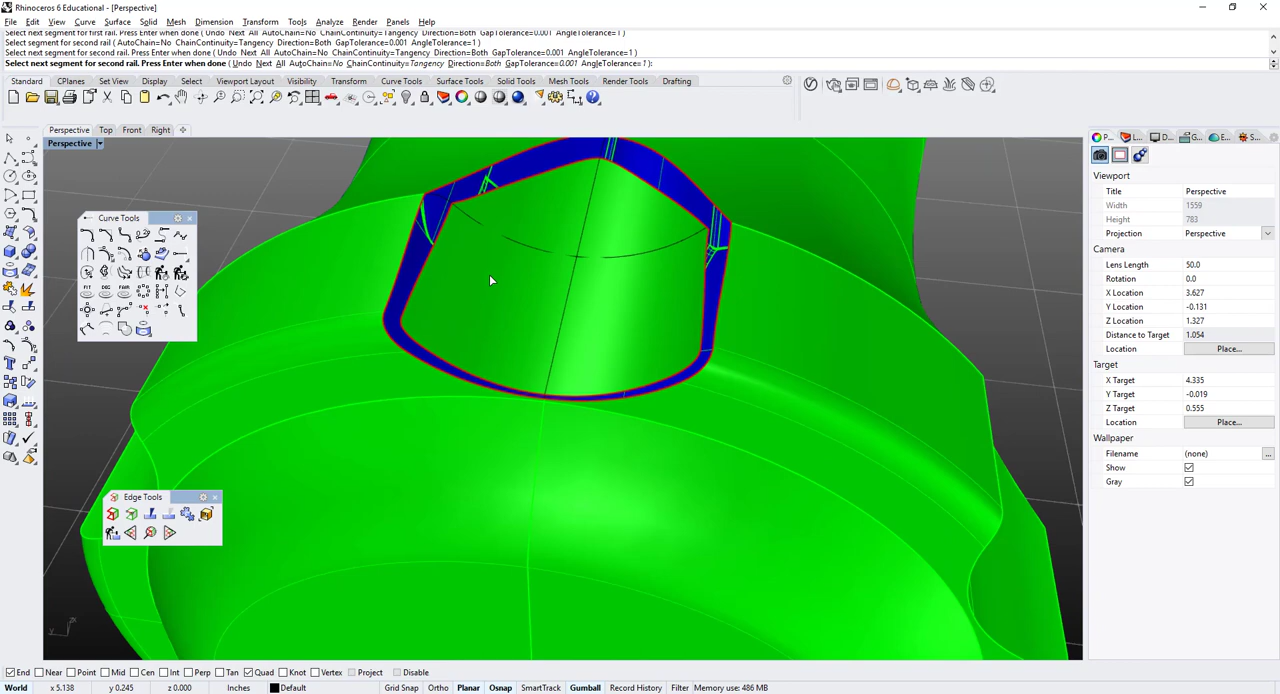 Rhinoceros 6 Educational - [Perspective]
File Edit View Curve Surface Solid Mesh Dimension Transform Tools Analyze Render Panels Help
Select next segment for first rail. Press Enter when done ( Undo Next All AutoChain=No ChainContinuity=Tangency Direction=Both GapTolerance=0.001 AngleTolerance=1 )
Select segment for second rail ( AutoChain=No ChainContinuity=Tangency Direction=Both GapTolerance=0.001 AngleTolerance=1 )
Select next segment for second rail. Press Enter when done ( Undo Next All AutoChain=No ChainContinuity=Tangency Direction=Both GapTolerance=0.001 AngleTolerance=1 )
Select next segment for second rail. Press Enter when done ( Undo Next All AutoChain=No ChainContinuity=Tangency Direction=Both GapTolerance=0.001 AngleTolerance=1 ):
Standard CPlanes Set View Display Select Viewport Layout Visibility Transform Curve Tools Surface Tools Solid Tools Mesh Tools Render Tools Drafting
Perspective Top Front Right
Perspective
Curve Tools
Edge Tools
P... L... D... G... E... S...
Viewport
Title Perspective
Width 1559
Height 783
Projection Perspective
Camera
Lens Length 50.0
Rotation 0.0
X Location 3.627
Y Location -0.131
Z Location 1.327
Distance to Target 1.054
Location Place...
Target
X Target 4.335
Y Target -0.019
Z Target 0.555
Location Place...
Wallpaper
Filename (none) ...
Show
Gray
End Near Point Mid Cen Int Perp Tan Quad Knot Vertex Project Disable
World x 5.138 y 0.245 z 0.000 Inches Default Grid Snap Ortho Planar Osnap SmartTrack Gumball Record History Filter Memory use: 486 MB